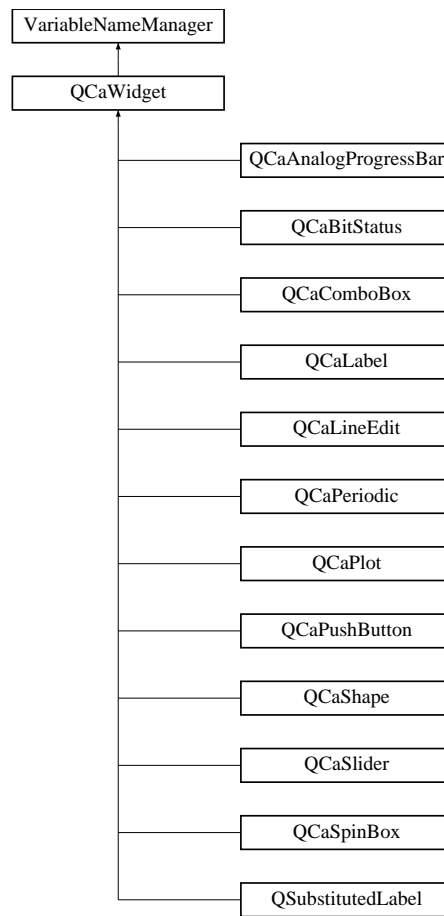 VariableNameManager
QCaWidget
QCaAnalogProgressBar
QCaBitStatus
QCaComboBox
QCaLabel
QCaLineEdit
QCaPeriodic
QCaPlot
QCaPushButton
QCaShape
QCaSlider
QCaSpinBox
QSubstitutedLabel